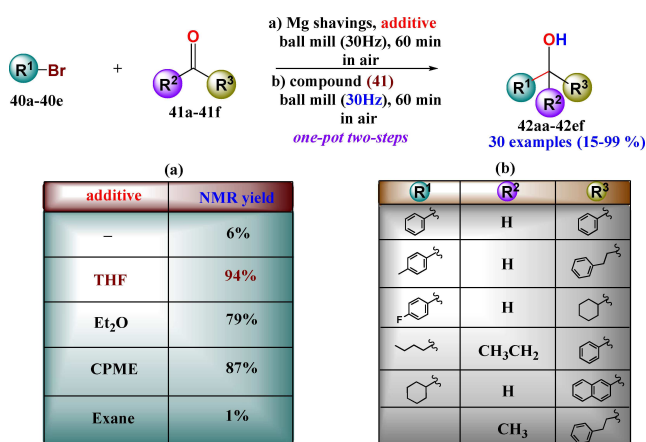 a) Mg shavings, additive
ball mill (30Hz), 60 min
in air
R1 Br + O R2 R3
b) compound (41)
ball mill (30Hz), 60 min
in air
one-pot two-steps
OH
R1 R2 R3
40a-40e
41a-41f
42aa-42ef
30 examples (15-99 %)
(a)
additive NMR yield
– 6%
THF 94%
Et2O 79%
CPME 87%
Exane 1%
(b)
R1 R2 R3
H
H
F H
CH3CH2
H
CH3